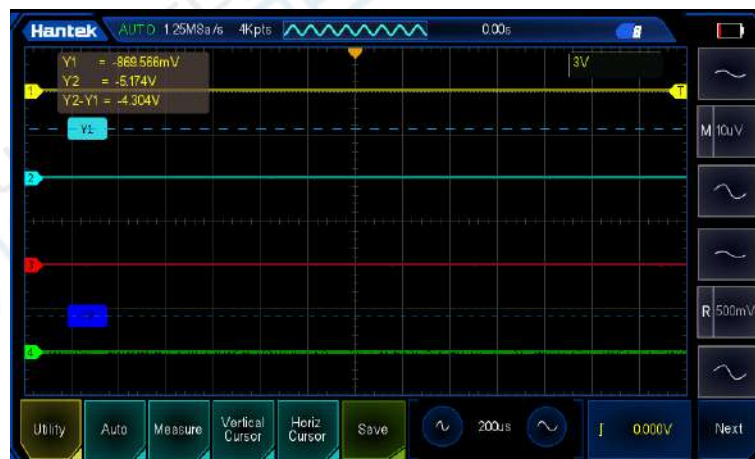 Hantek AUTO 1.25MSa/s 4Kpts 0.00s
Y1 = -869.566mV
Y2 = -5.174V
Y2-Y1 = -4.304V
3V
1
T
Y1
M 10uV
2
3
R 500mV
4
Utility Auto Measure Vertical Cursor Horiz Cursor Save 200us 0.000V Next